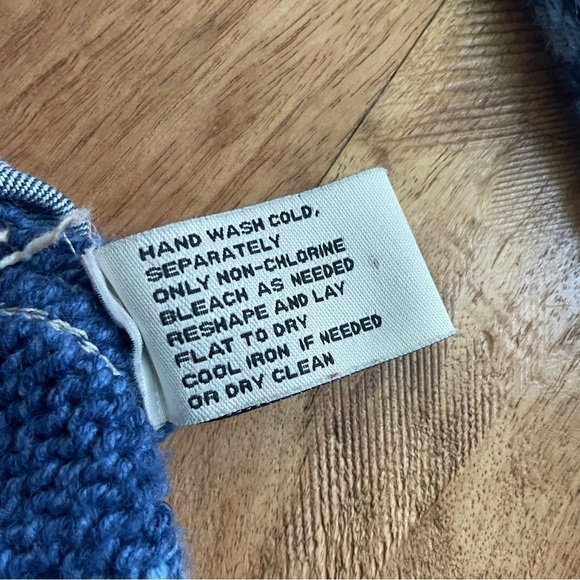 HAND WASH COLD,
SEPARATELY
ONLY NON-CHLORINE
BLEACH AS NEEDED
RESHAPE AND LAY
FLAT TO DRY
COOL IRON IF NEEDED
OR DRY CLEAN